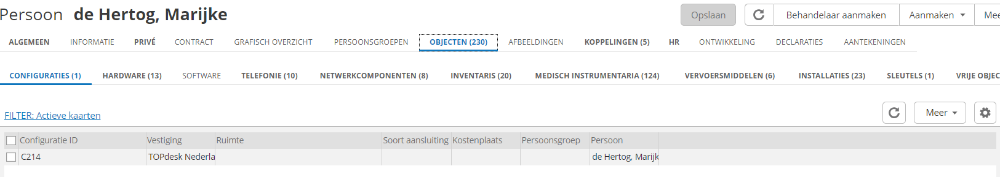 Persoon de Hertog, Marijke
Opslaan Behandelaar aanmaken Aanmaken Mee
ALGEMEEN INFORMATIE PRIVÉ CONTRACT GRAFISCH OVERZICHT PERSOONSGROEPEN OBJECTEN (230) AFBEELDINGEN KOPPELINGEN (5) HR ONTWIKKELING DECLARATIES AANTEKENINGEN
CONFIGURATIES (1) HARDWARE (13) SOFTWARE TELEFONIE (10) NETWERKCOMPONENTEN (8) INVENTARIS (20) MEDISCH INSTRUMENTARIA (124) VERVOERSMIDDELEN (6) INSTALLATIES (23) SLEUTELS (1) VRIJE OBJEC
FILTER: Actieve kaarten Meer
Configuratie ID Vestiging Ruimte Soort aansluiting Kostenplaats Persoonsgroep Persoon
C214 TOPdesk Nederla de Hertog, Marijk